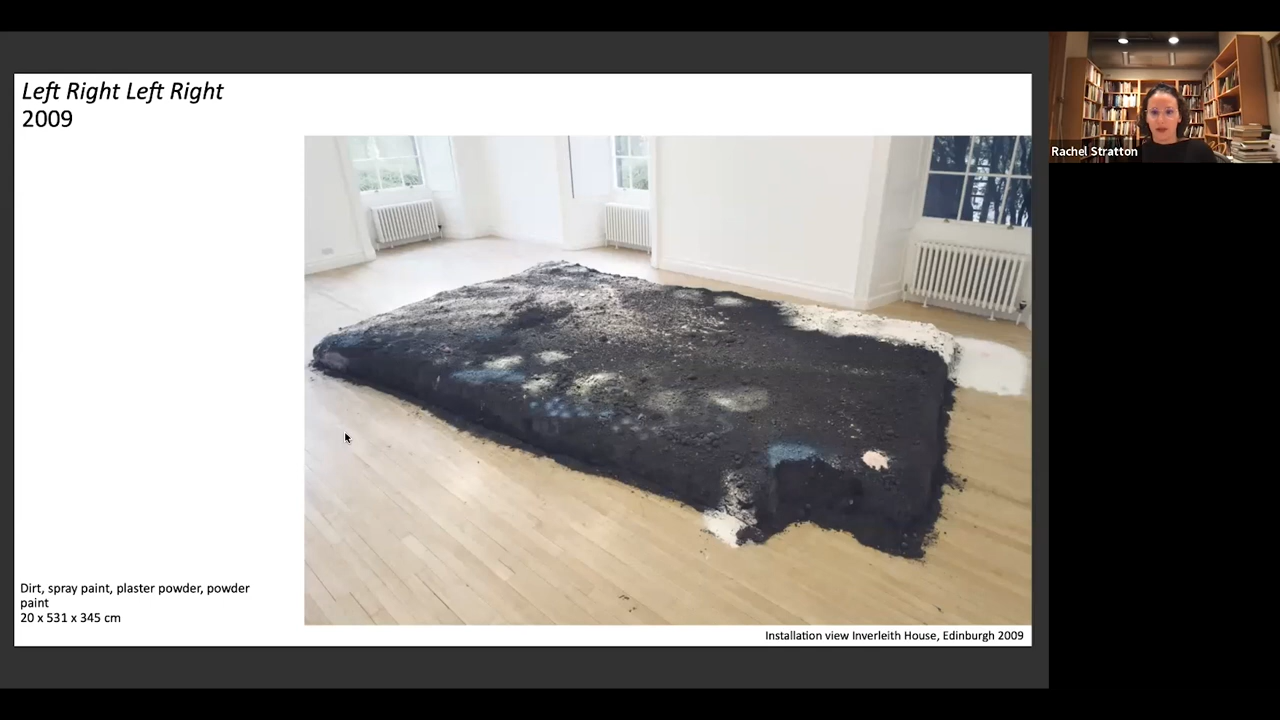 Left Right Left Right
2009
Rachel Stratton
Dirt, spray paint, plaster powder, powder
paint
20 x 531 x 345 cm
Installation view Inverleith House, Edinburgh 2009